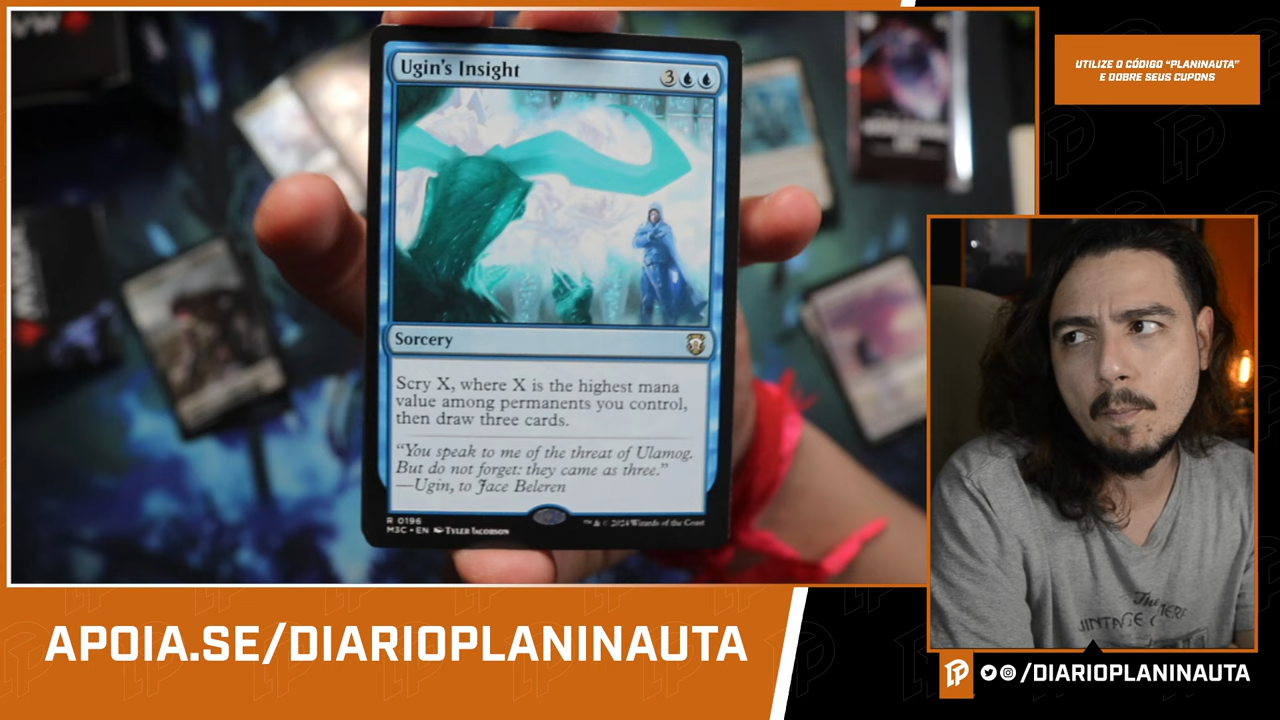 Ugin's Insight
3
Sorcery
Scry X, where X is the highest mana
value among permanents you control,
then draw three cards.
“You speak to me of the threat of Ulamog.
But do not forget: they came as three.”
—Ugin, to Jace Beleren
R 0196
M3C • EN TYLER JACOBSON
™ & © 2024 Wizards of the Coast
UTILIZE O CÓDIGO “PLANINAUTA”
E DOBRE SEUS CUPONS
APOIA.SE/DIARIOPLANINAUTA
/DIARIOPLANINAUTA